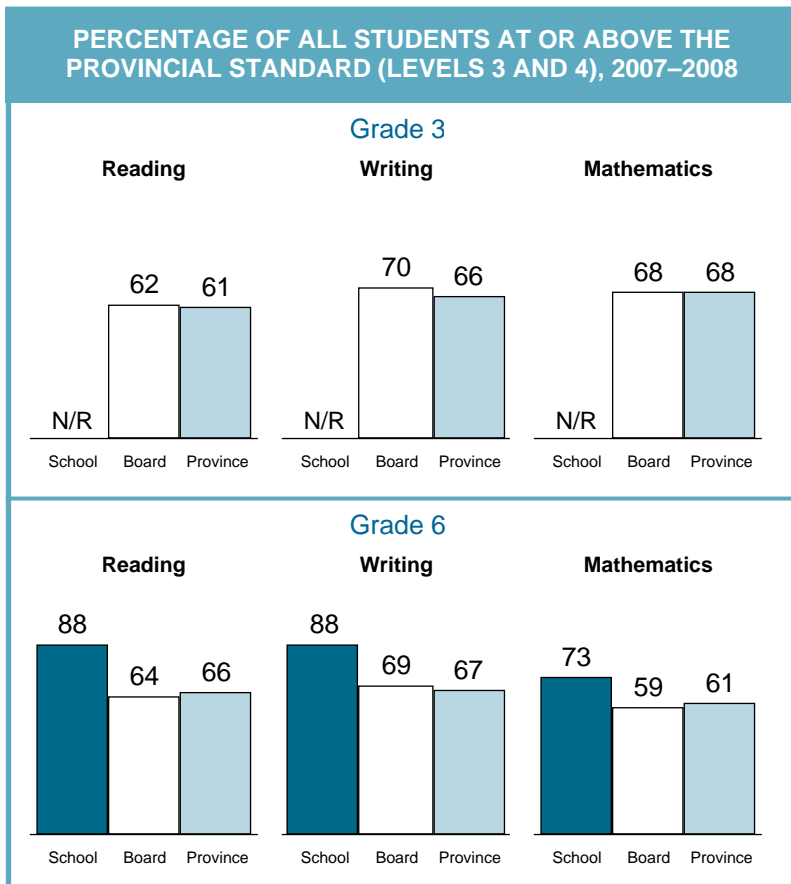 PERCENTAGE OF ALL STUDENTS AT OR ABOVE THE
PROVINCIAL STANDARD (LEVELS 3 AND 4), 2007–2008
Grade 3
Reading Writing Mathematics
62 61 70 66 68 68
N/R N/R N/R
School Board Province School Board Province School Board Province
Grade 6
Reading Writing Mathematics
88 64 66 88 69 67 73 59 61
School Board Province School Board Province School Board Province